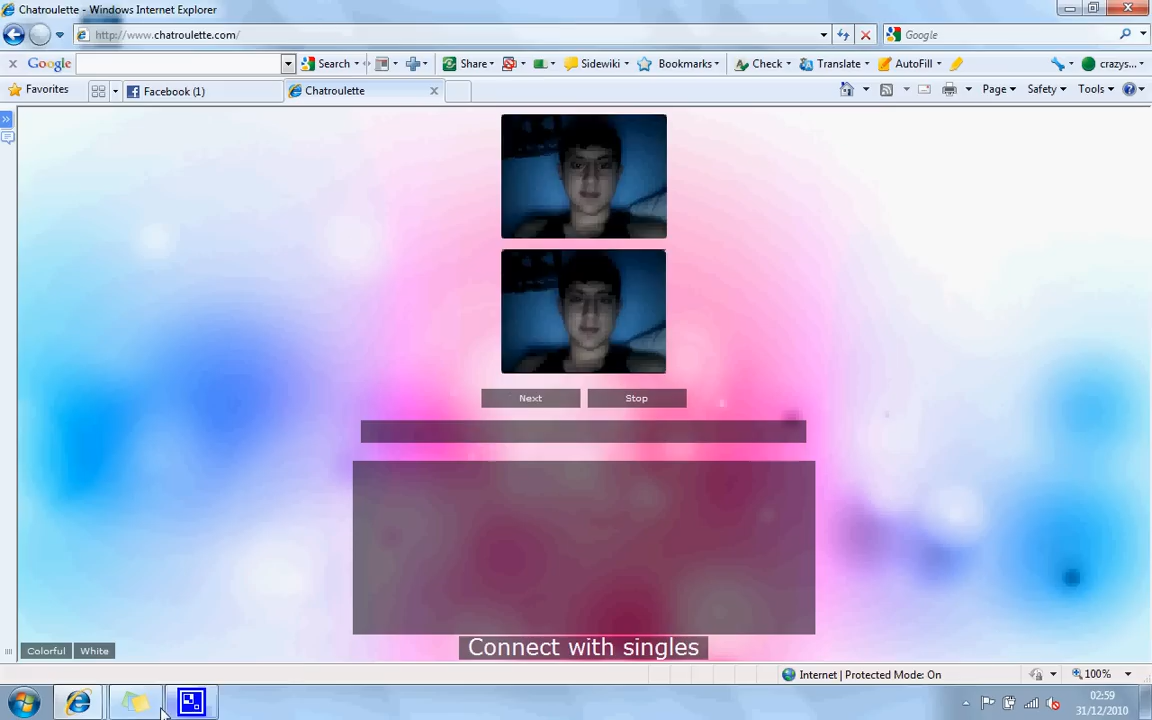 Chatroulette - Windows Internet Explorer
http://www.chatroulette.com/
Google
Google
Search
Share
Sidewiki
Bookmarks
Check
Translate
AutoFill
crazys...
Favorites
Facebook (1)
Chatroulette
Page
Safety
Tools
Next
Stop
Connect with singles
Colorful
White
Internet | Protected Mode: On
100%
02:59
31/12/2010